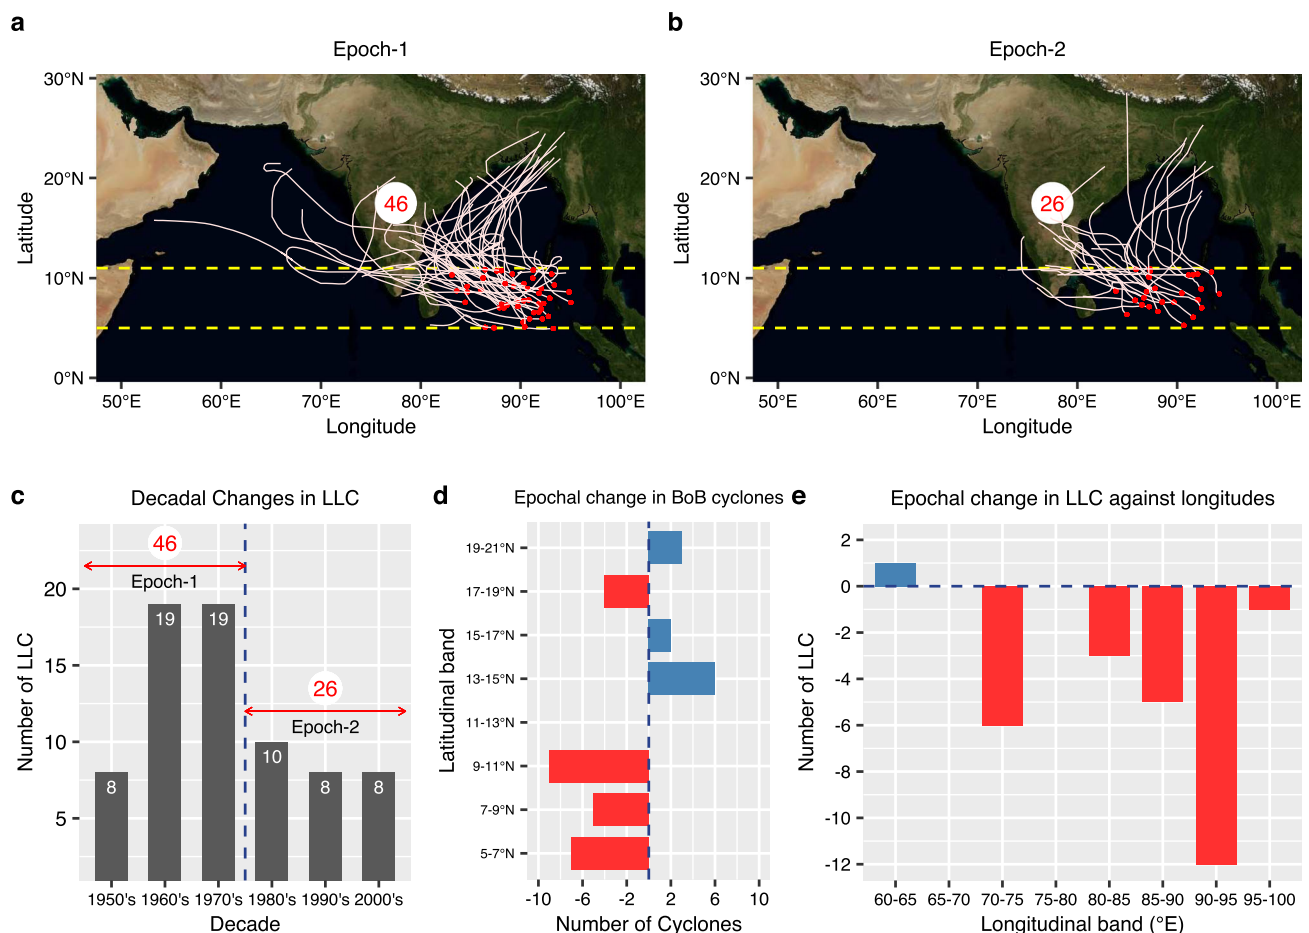 a
Epoch-1
30°N
20°N
10°N
0°N
Latitude
46
50°E 60°E 70°E 80°E 90°E 100°E
Longitude
b
Epoch-2
30°N
20°N
10°N
0°N
Latitude
26
50°E 60°E 70°E 80°E 90°E 100°E
Longitude
c
Decadal Changes in LLC
46
Epoch-1
26
Epoch-2
20
15
10
5
Number of LLC
8 19 19 10 8 8
1950's 1960's 1970's 1980's 1990's 2000's
Decade
d
Epochal change in BoB cyclones
19-21°N
17-19°N
15-17°N
13-15°N
11-13°N
9-11°N
7-9°N
5-7°N
Latitudinal band
-10 -6 -2 2 6 10
Number of Cyclones
e
Epochal change in LLC against longitudes
2
0
-2
-4
-6
-8
-10
-12
Number of LLC
60-65 65-70 70-75 75-80 80-85 85-90 90-95 95-100
Longitudinal band (°E)